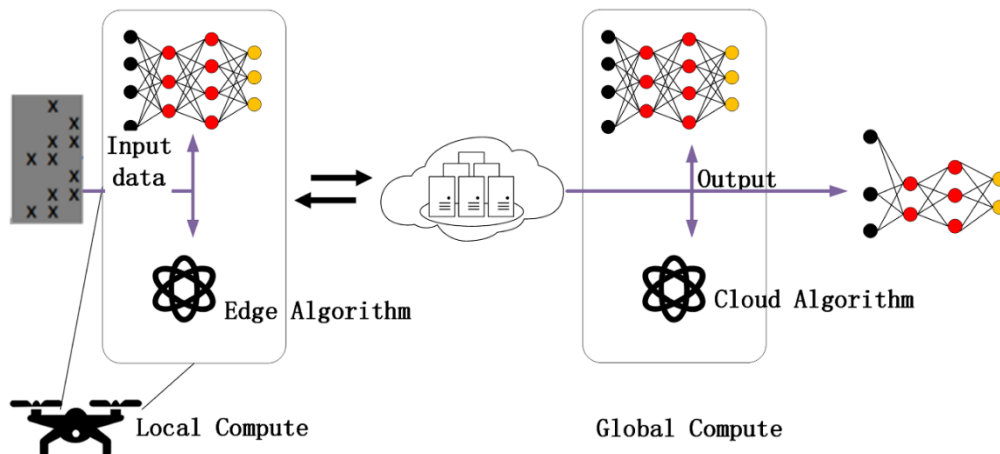 X
X
X X
X X
X
X X
X X
Input
data
Edge Algorithm
Local Compute
Output
Cloud Algorithm
Global Compute